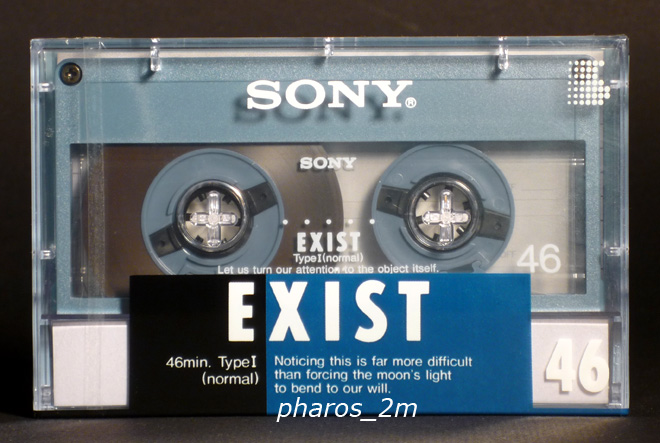 SONY®
SONY
EXIST
TypeI(normal)
46
Let us turn our attention to the object itself.
EXIST
46min. TypeI
(normal)
Noticing this is far more difficult
than forcing the moon's light
to bend to our will.
46
pharos_2m